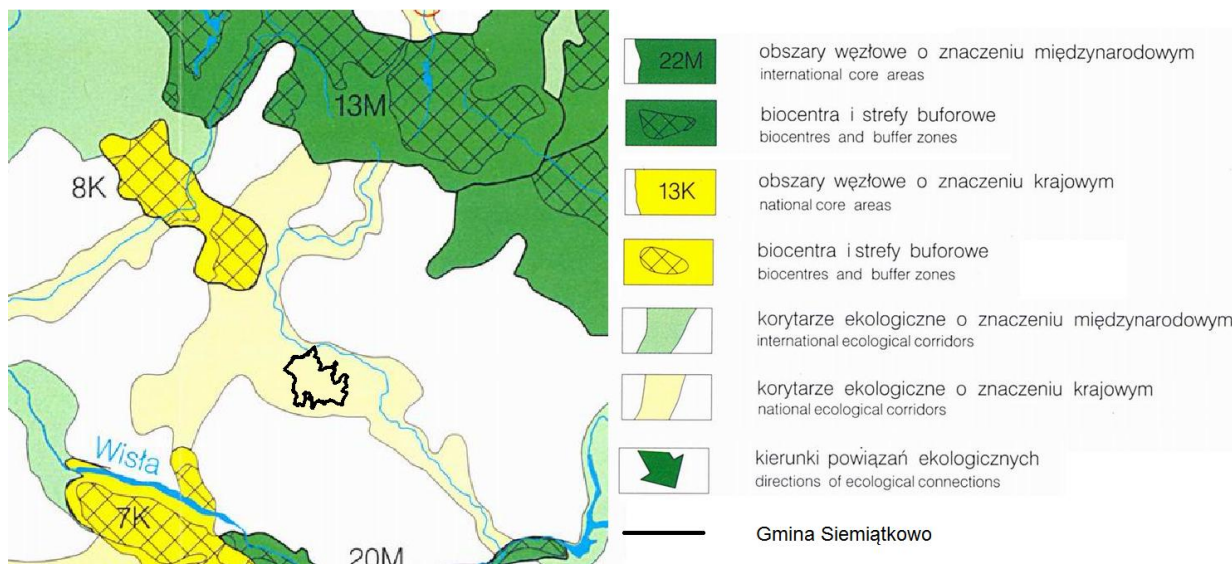 13M
8K
Wisła
7K
20M
22M
obszary węzłowe o znaczeniu międzynarodowym
international core areas
biocentra i strefy buforowe
biocentres and buffer zones
13K
obszary węzłowe o znaczeniu krajowym
national core areas
biocentra i strefy buforowe
biocentres and buffer zones
korytarze ekologiczne o znaczeniu międzynarodowym
international ecological corridors
korytarze ekologiczne o znaczeniu krajowym
national ecological corridors
kierunki powiązań ekologicznych
directions of ecological connections
Gmina Siemiątkowo